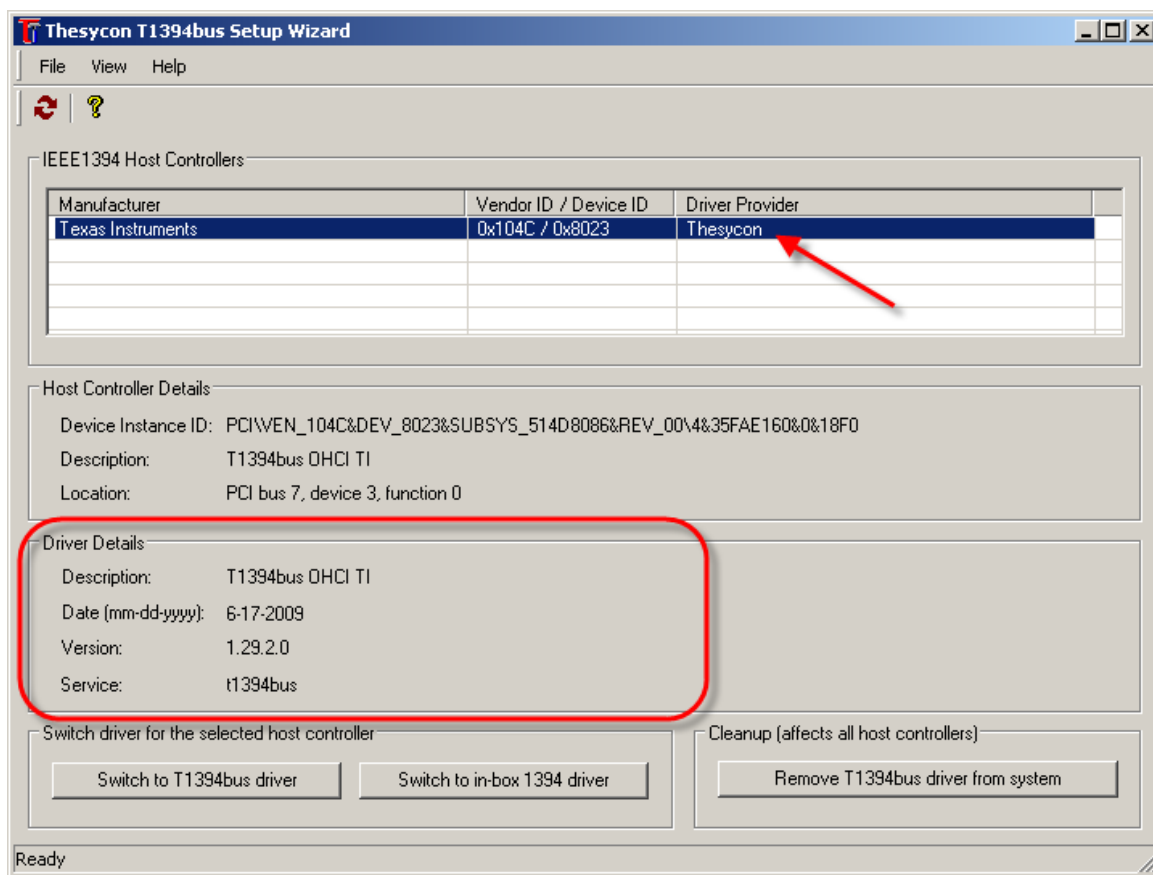 Thesycon T1394bus Setup Wizard
File View Help
IEEE1394 Host Controllers
Manufacturer Vendor ID / Device ID Driver Provider
Texas Instruments 0x104C / 0x8023 Thesycon
Host Controller Details
Device Instance ID: PCI\VEN_104C&DEV_8023&SUBSYS_514D8086&REV_00\4&35FAE160&0&18F0
Description: T1394bus OHCI TI
Location: PCI bus 7, device 3, function 0
Driver Details
Description: T1394bus OHCI TI
Date (mm-dd-yyyy): 6-17-2009
Version: 1.29.2.0
Service: t1394bus
Switch driver for the selected host controller Cleanup (affects all host controllers)
Switch to T1394bus driver Switch to in-box 1394 driver Remove T1394bus driver from system
Ready